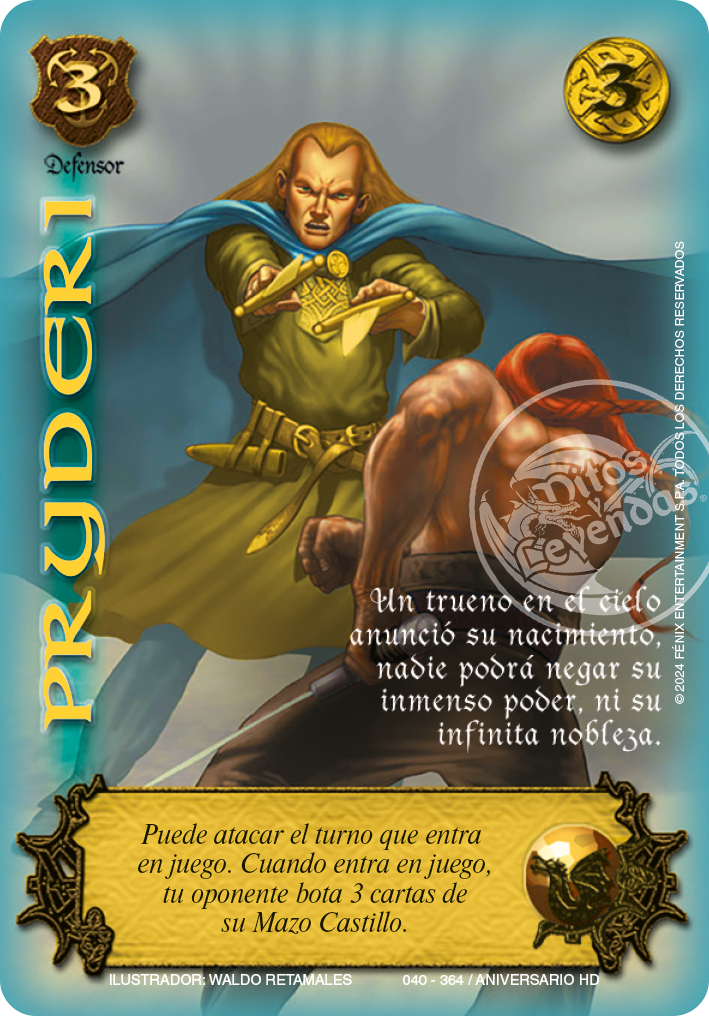 3
3
Defensor
PRYDERI
©2024 FÉNIX ENTERTAINMENT S.PA. TODOS LOS DERECHOS RESERVADOS
Mitos
y
Leyendas®
Un trueno en el cielo
anunció su nacimiento,
nadie podrá negar su
inmenso poder, ni su
infinita nobleza.
Puede atacar el turno que entra
en juego. Cuando entra en juego,
tu oponente bota 3 cartas de
su Mazo Castillo.
ILUSTRADOR: WALDO RETAMALES 040 - 364 / ANIVERSARIO HD